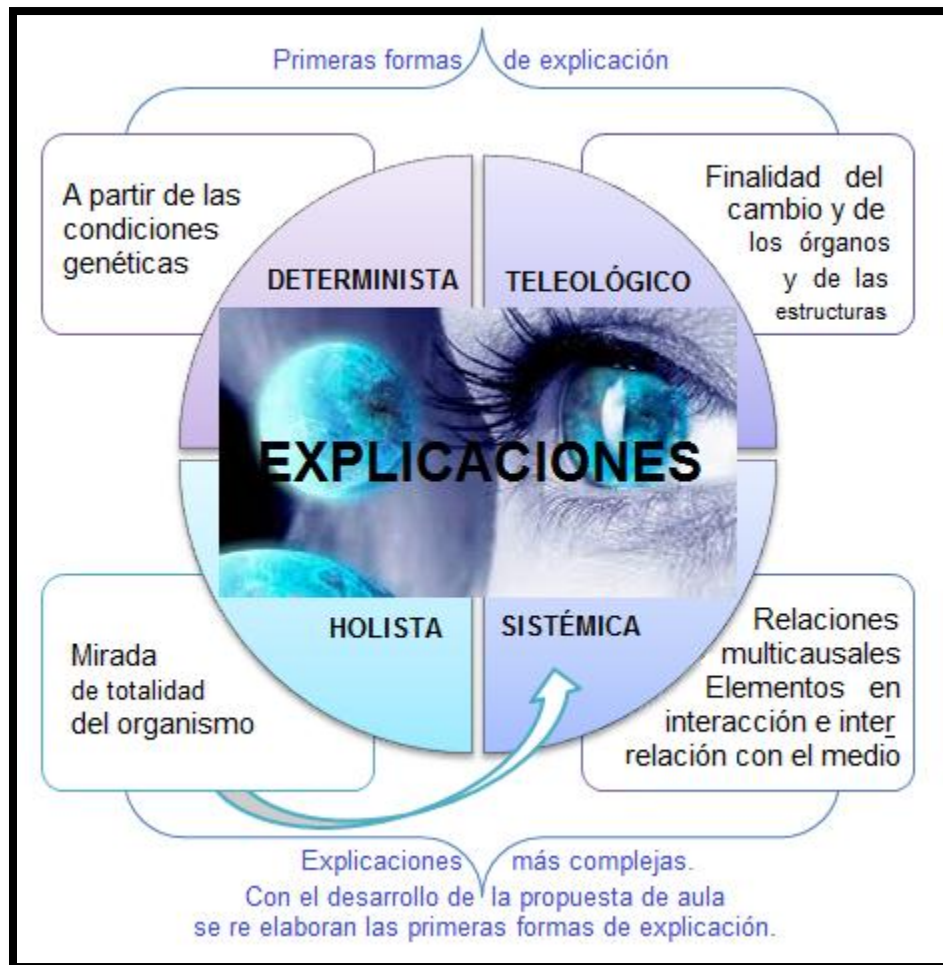 Primeras formas de explicación
A partir de las
condiciones
genéticas
Finalidad del
cambio y de
los órganos
y de las
estructuras
DETERMINISTA
TELEOLÓGICO
EXPLICACIONES
HOLISTA
SISTÉMICA
Mirada
de totalidad
del organismo
Relaciones
multicausales
Elementos en
interacción e inter
relación con el medio
Explicaciones más complejas.
Con el desarrollo de la propuesta de aula
se re elaboran las primeras formas de explicación.